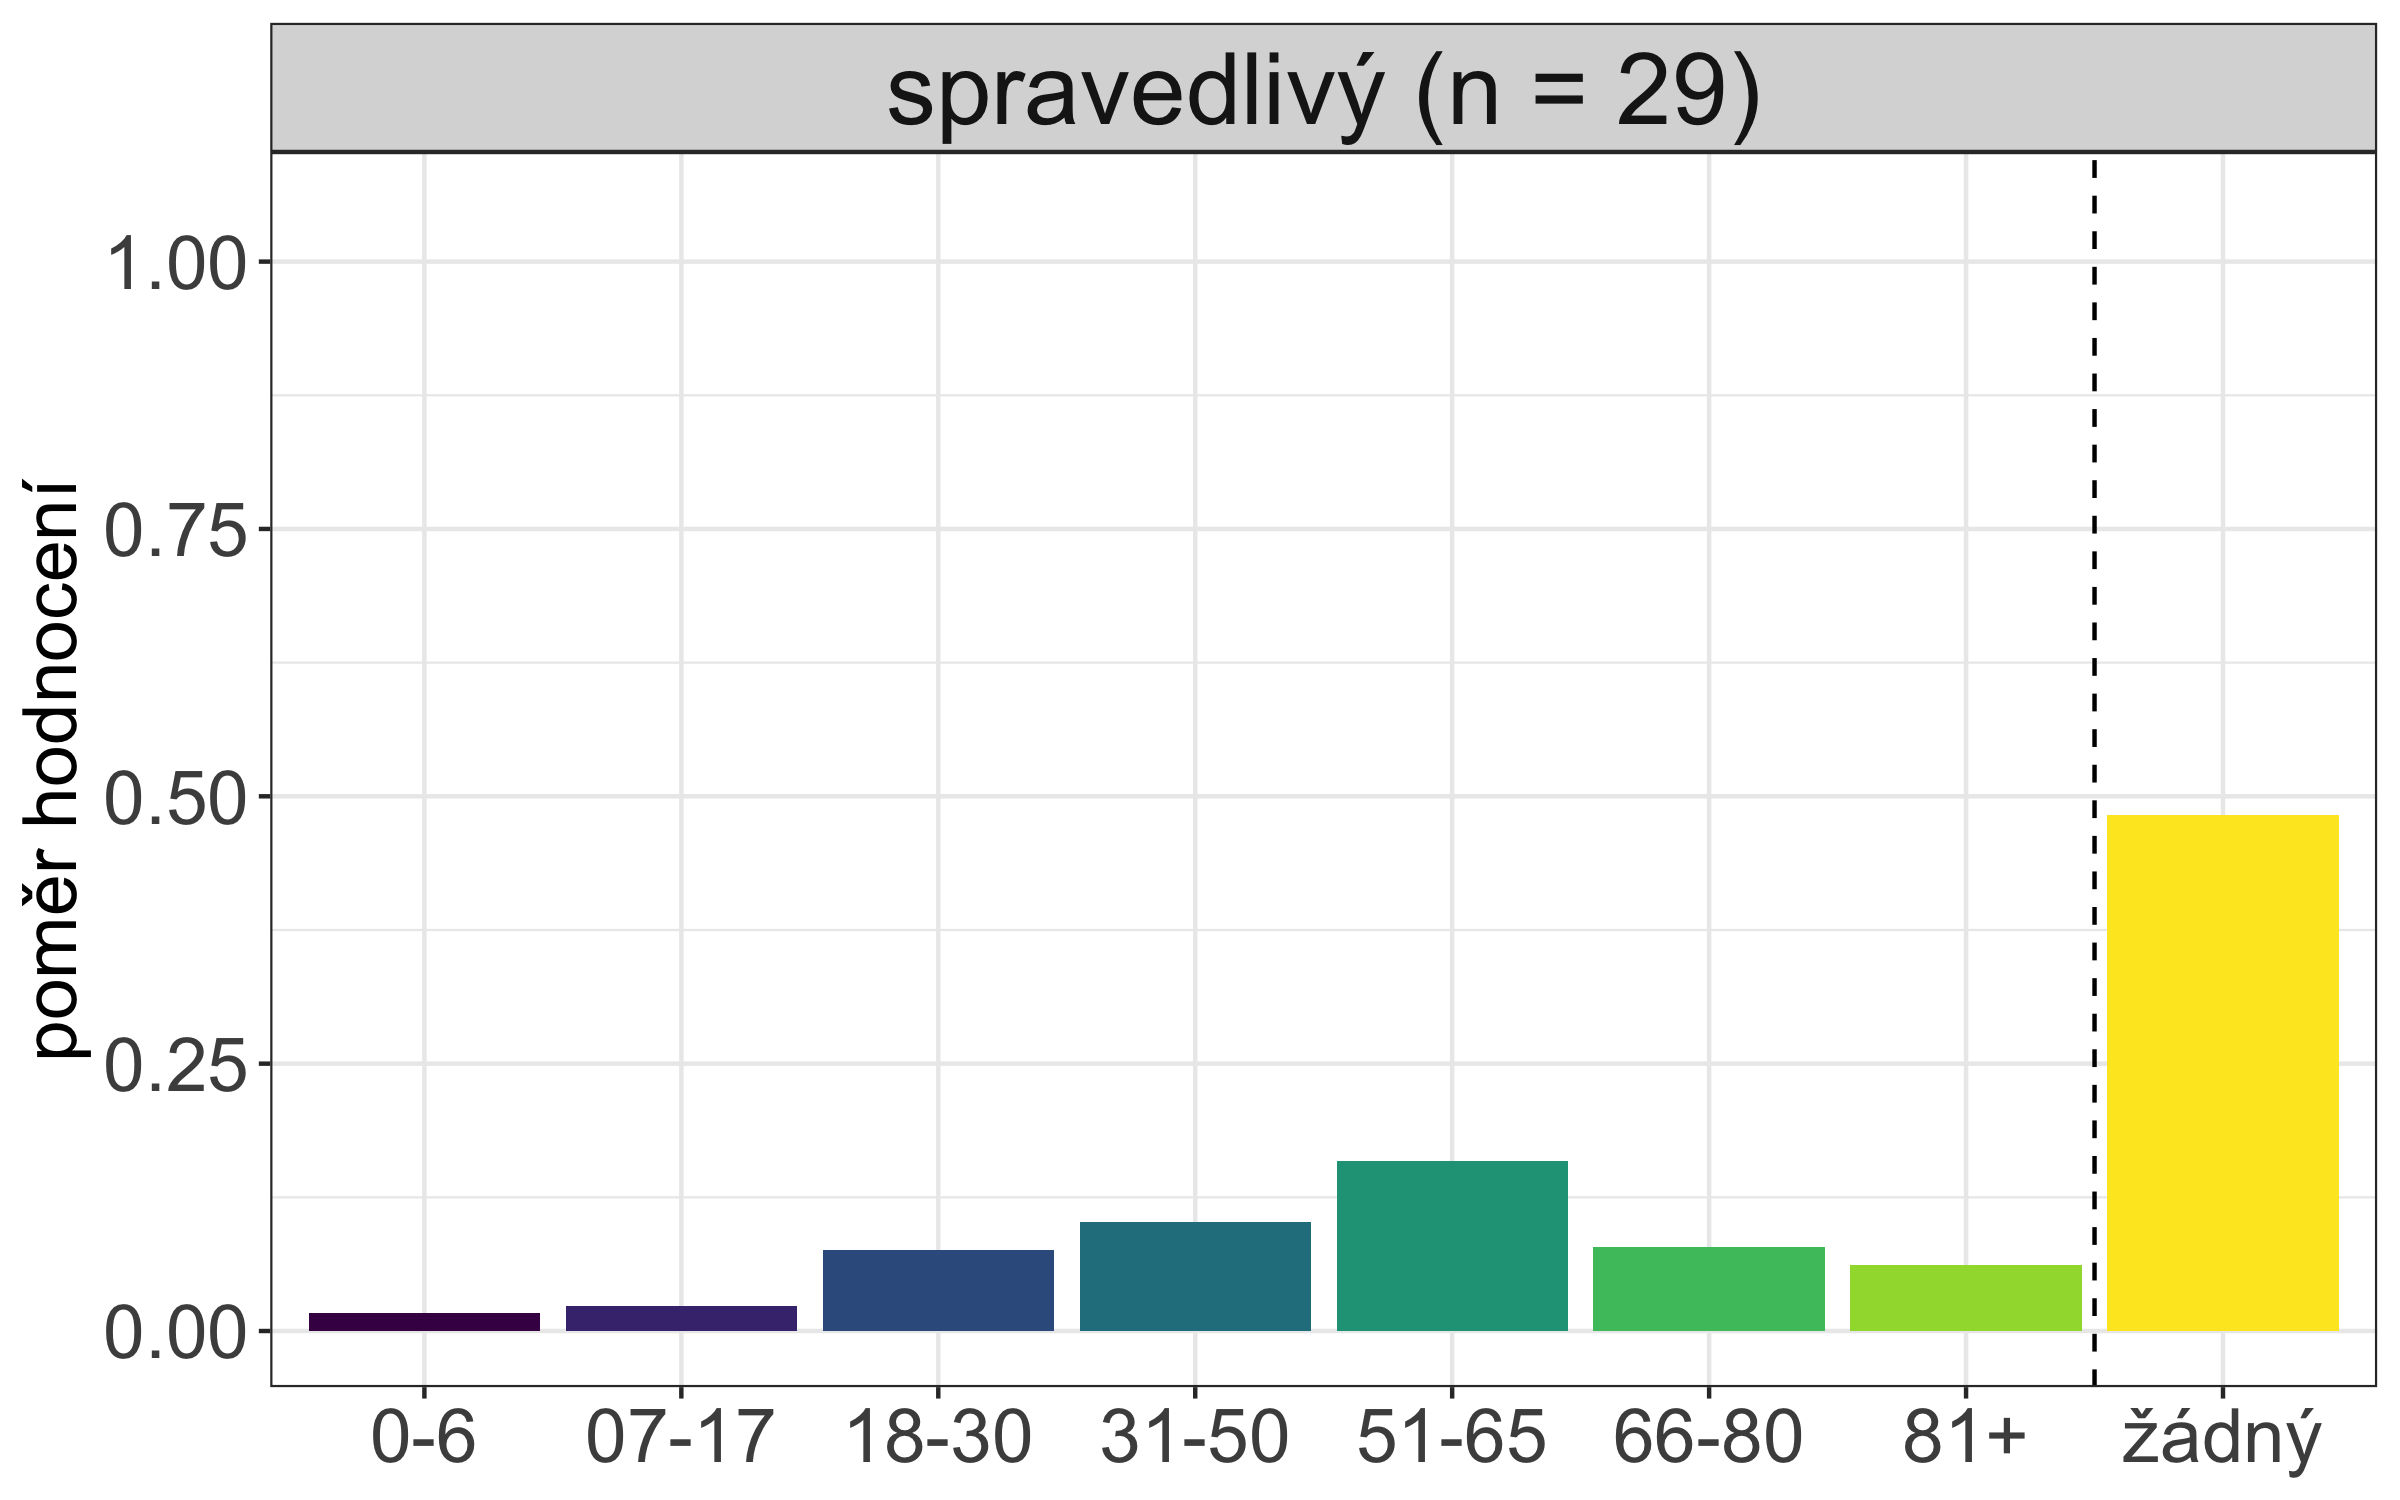 spravedlivý (n = 29)
poměr hodnocení
1.00
0.75
0.50
0.25
0.00
0-6 07-17 18-30 31-50 51-65 66-80 81+ žádný